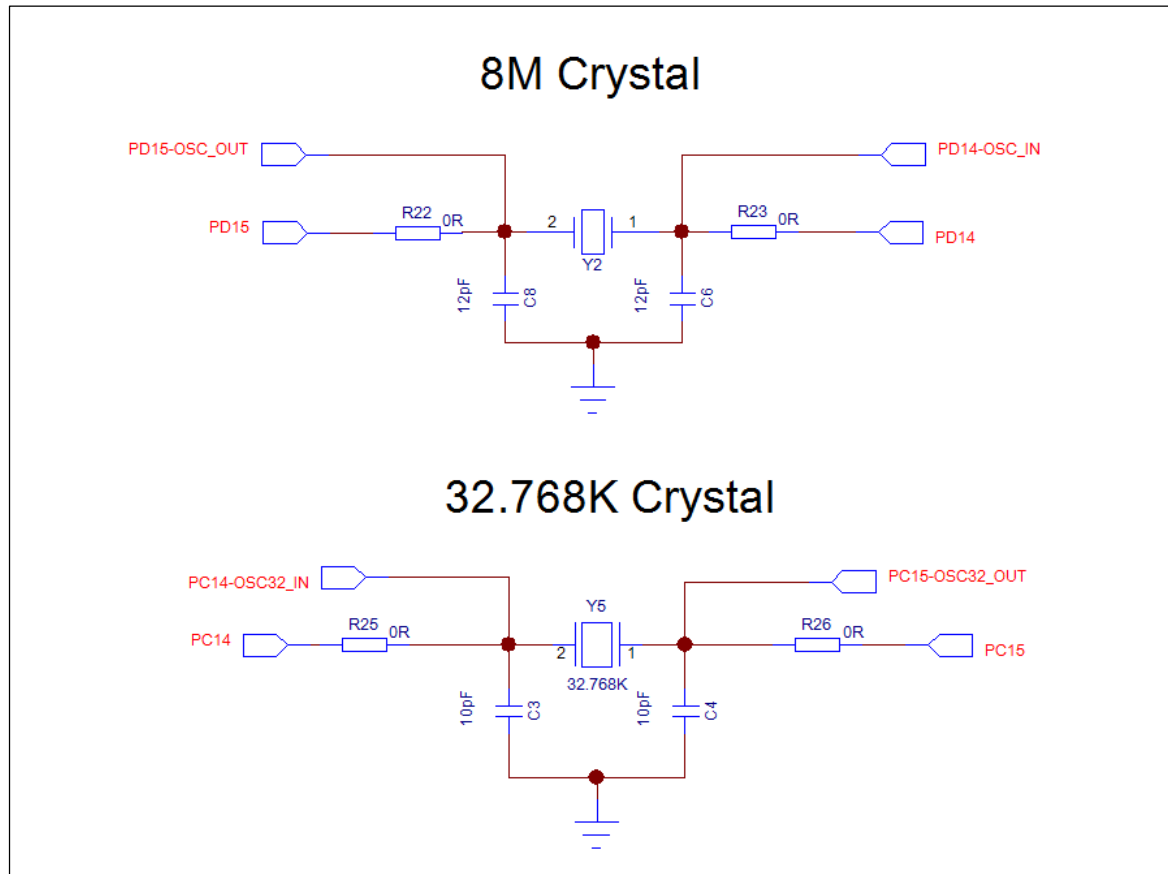 8M Crystal
PD15-OSC_OUT
PD14-OSC_IN
PD15
R22
0R
2
1
R23
0R
PD14
Y2
12pF
C8
12pF
C6
32.768K Crystal
PC14-OSC32_IN
PC15-OSC32_OUT
PC14
R25
0R
Y5
2
1
R26
0R
PC15
32.768K
10pF
C3
10pF
C4